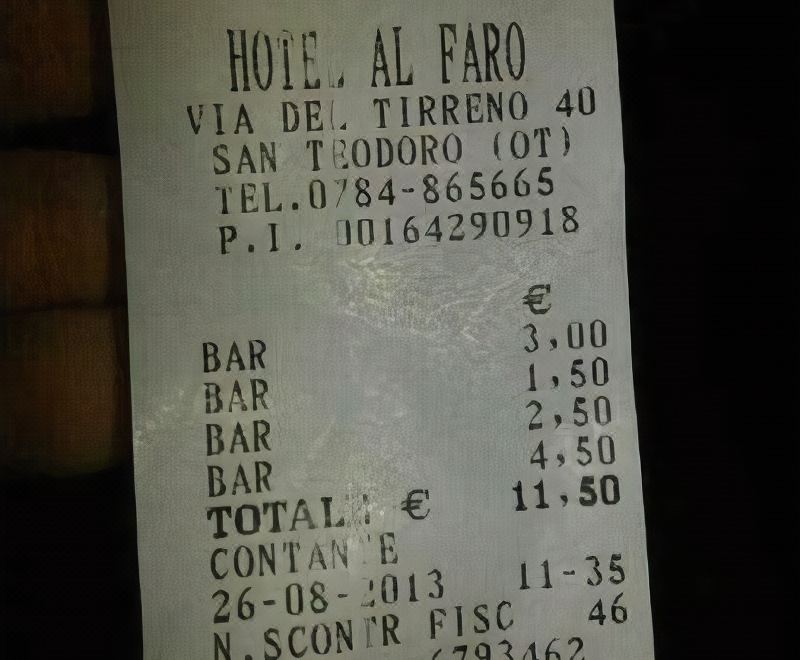 HOTEL AL FARO
VIA DEL TIRRENO 40
SAN TEODORO (OT)
TEL.0784-865665
P.I. 00164290918
€
BAR 3,00
BAR 1,50
BAR 2,50
BAR 4,50
TOTAL: € 11,50
CONTANTE
26-08-2013 11-35
N.SCONTR FISC 46